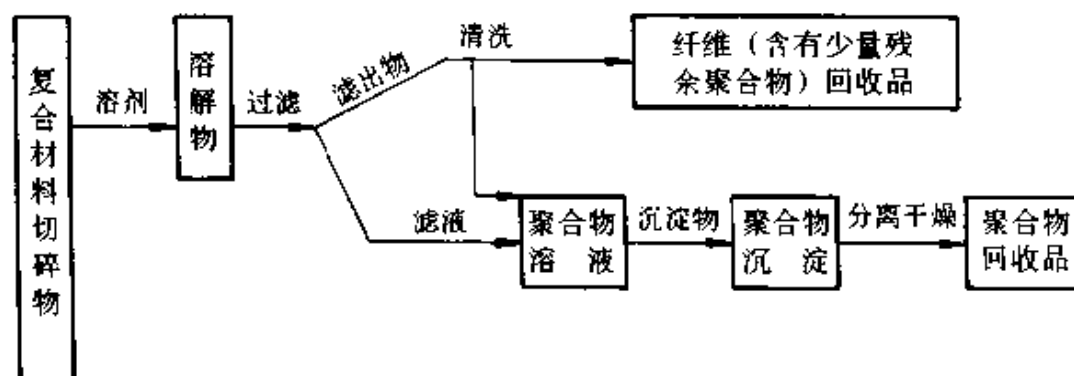 复合材料切碎物
溶剂
溶解物
过滤
滤出物
清洗
纤维（含有少量残
余聚合物）回收品
滤液
聚合物
溶 液
沉淀物
聚合物
沉 淀
分离干燥
聚合物
回收品